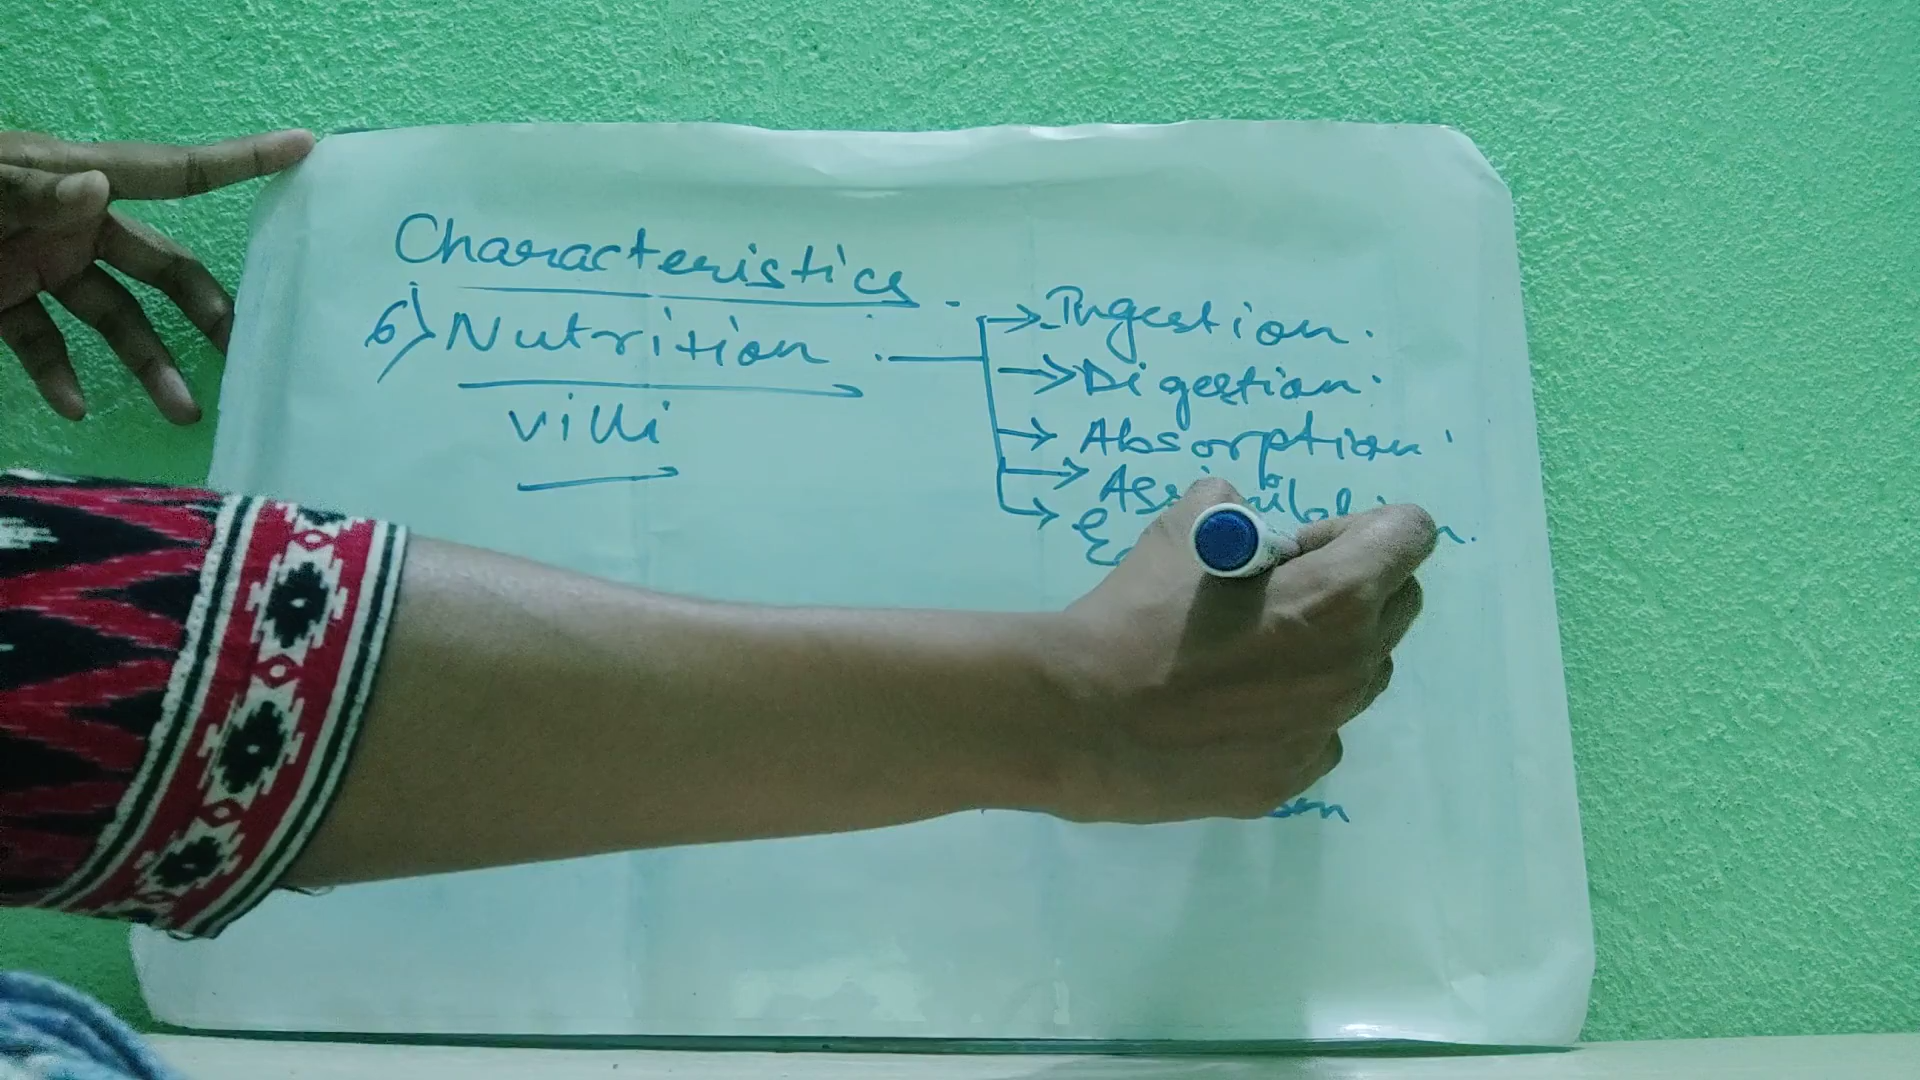 Characteristics.
6) Nutrition.
villi
Ingestion.
Digestion.
Absorption.